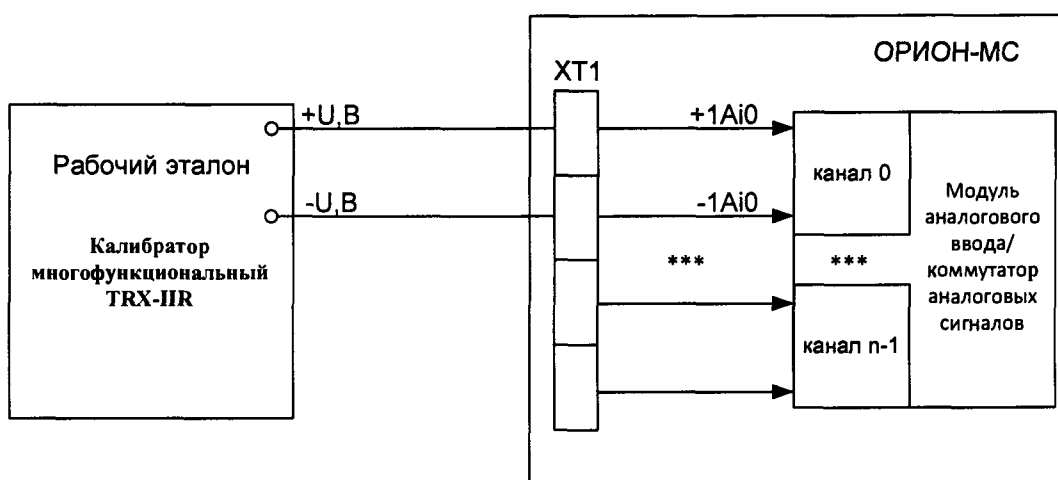 ОРИОН-МС
XT1
+U,В
+1Ai0
Рабочий эталон
канал 0
-U,В
-1Ai0
Калибратор
многофункциональный
TRX-IIR
***
***
Модуль
аналогового
ввода/
коммутатор
аналоговых
сигналов
канал n-1